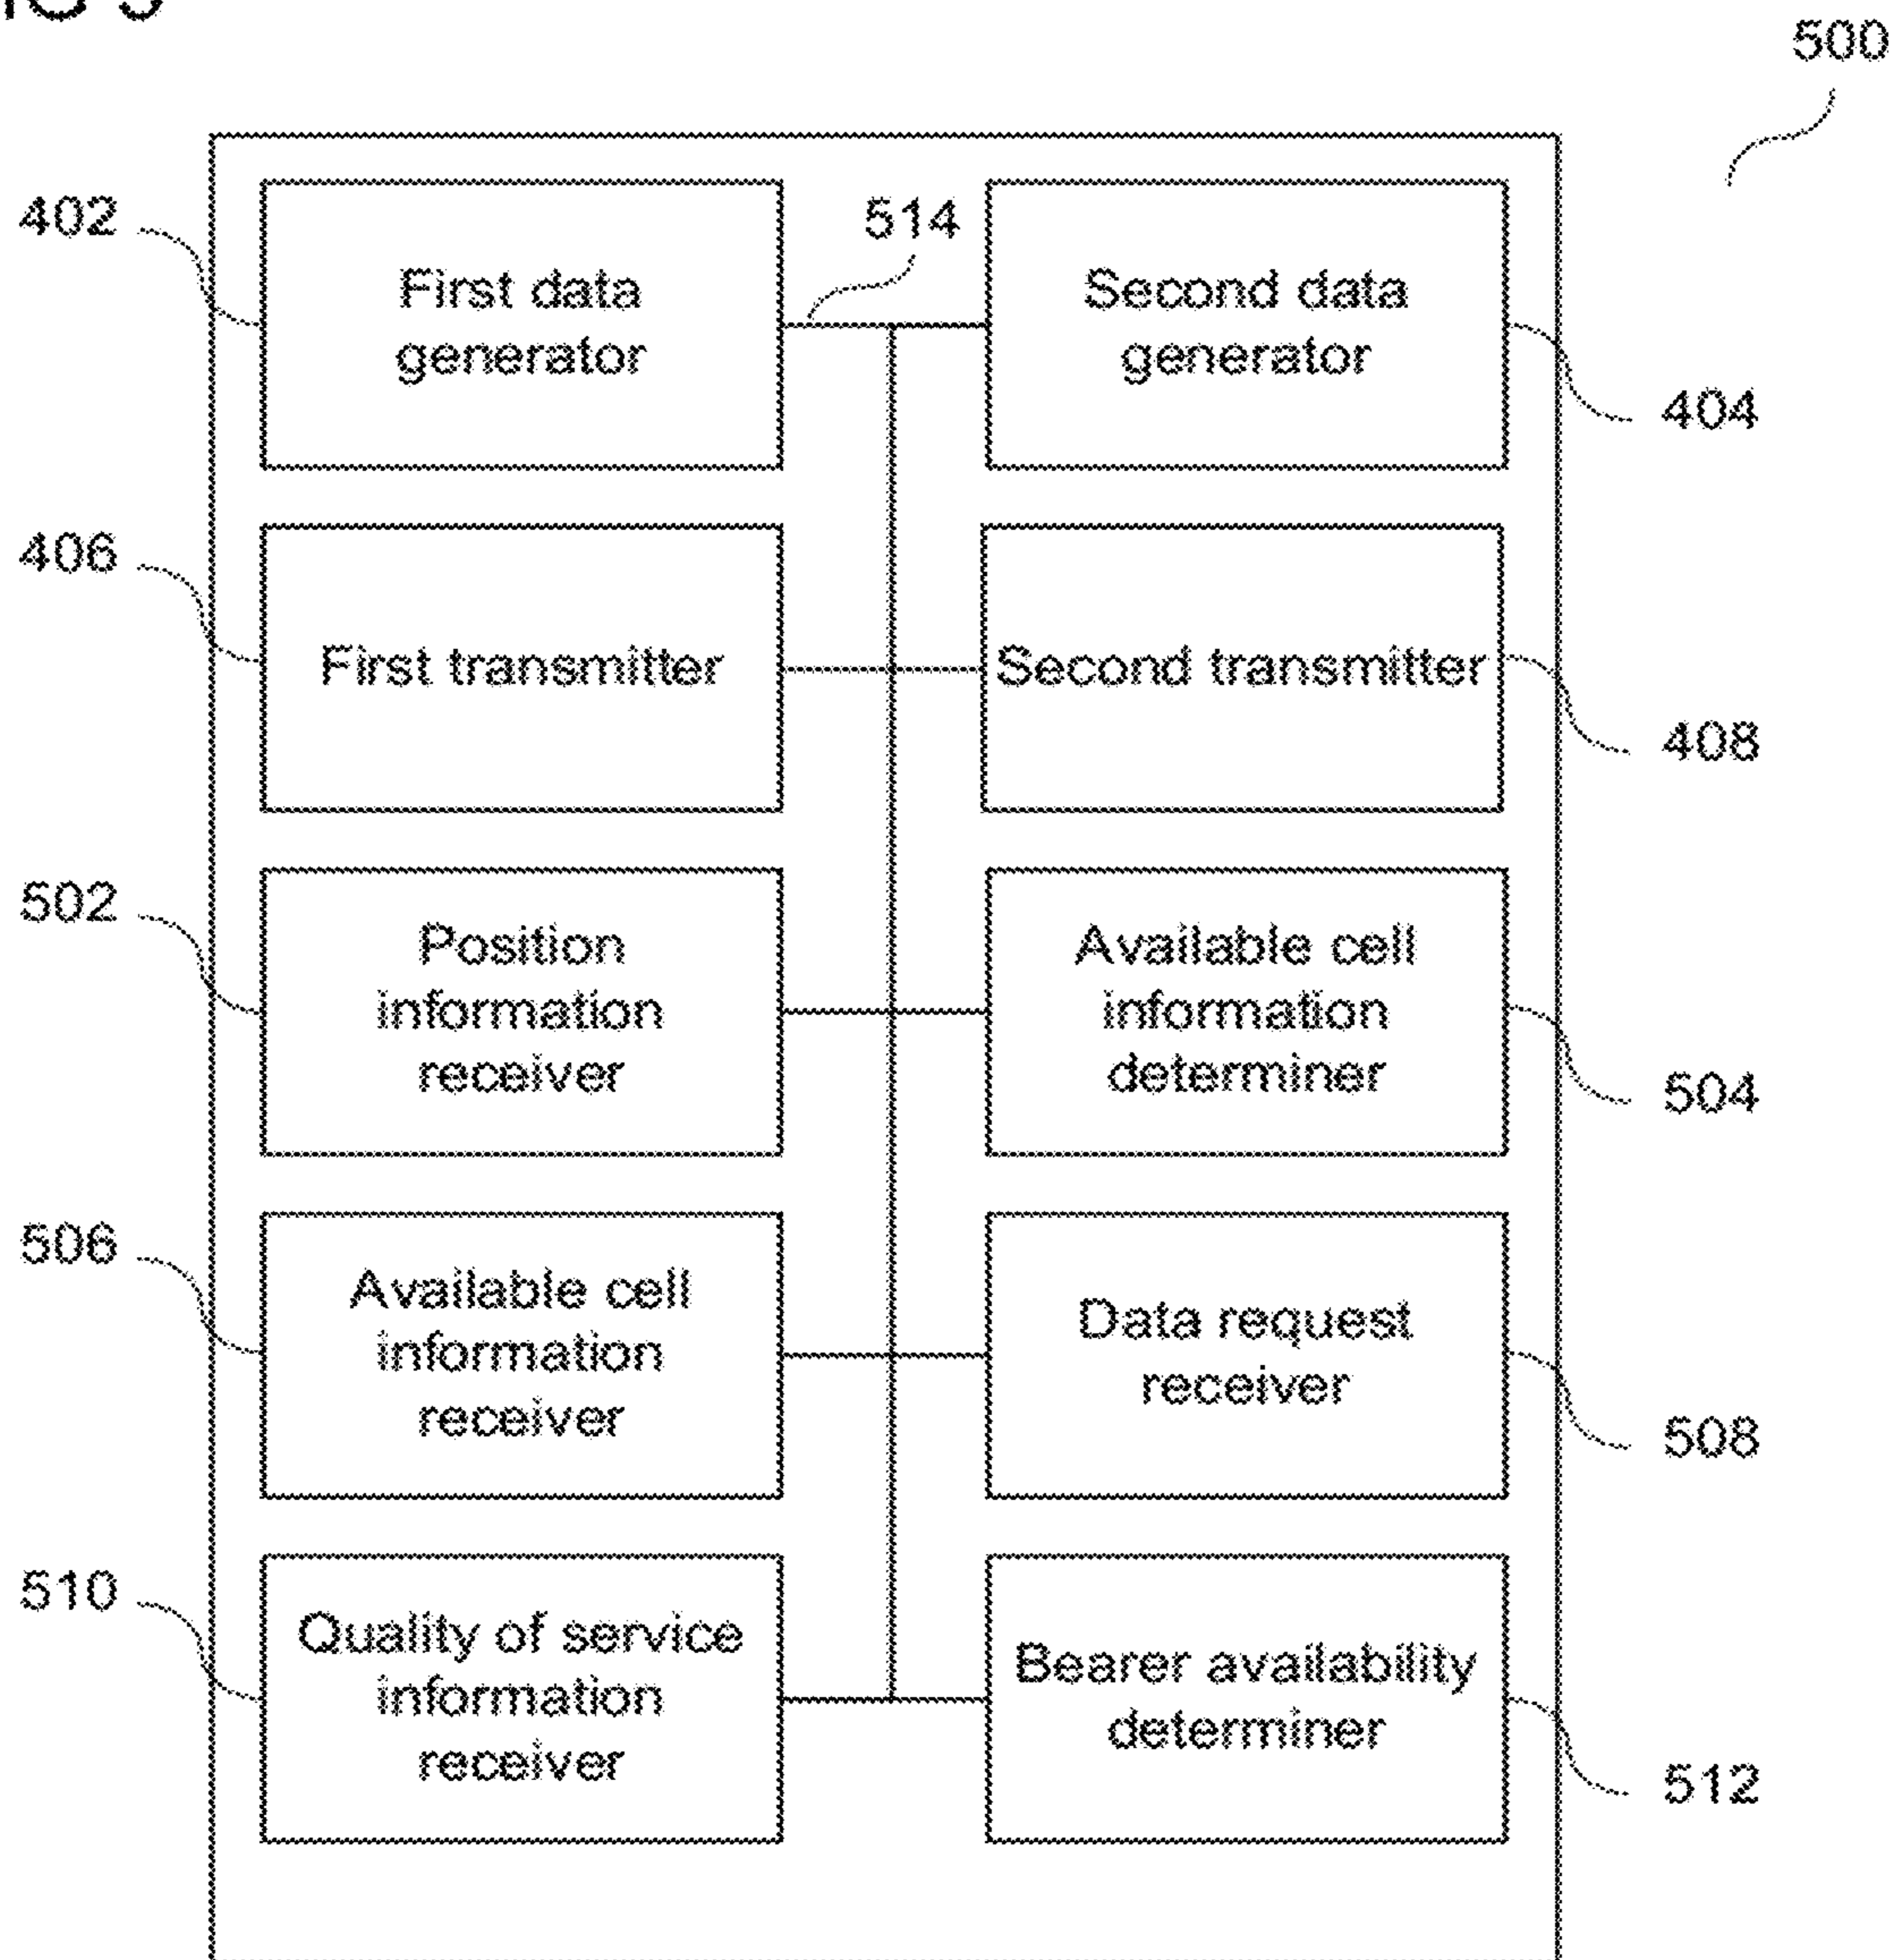 500
402
First data
generator
514
Second data
generator
404
406
First transmitter
Second transmitter
408
502
Position
information
receiver
Available cell
information
determiner
504
506
Available cell
information
receiver
Data request
receiver
508
510
Quality of service
information
receiver
Bearer availability
determiner
512